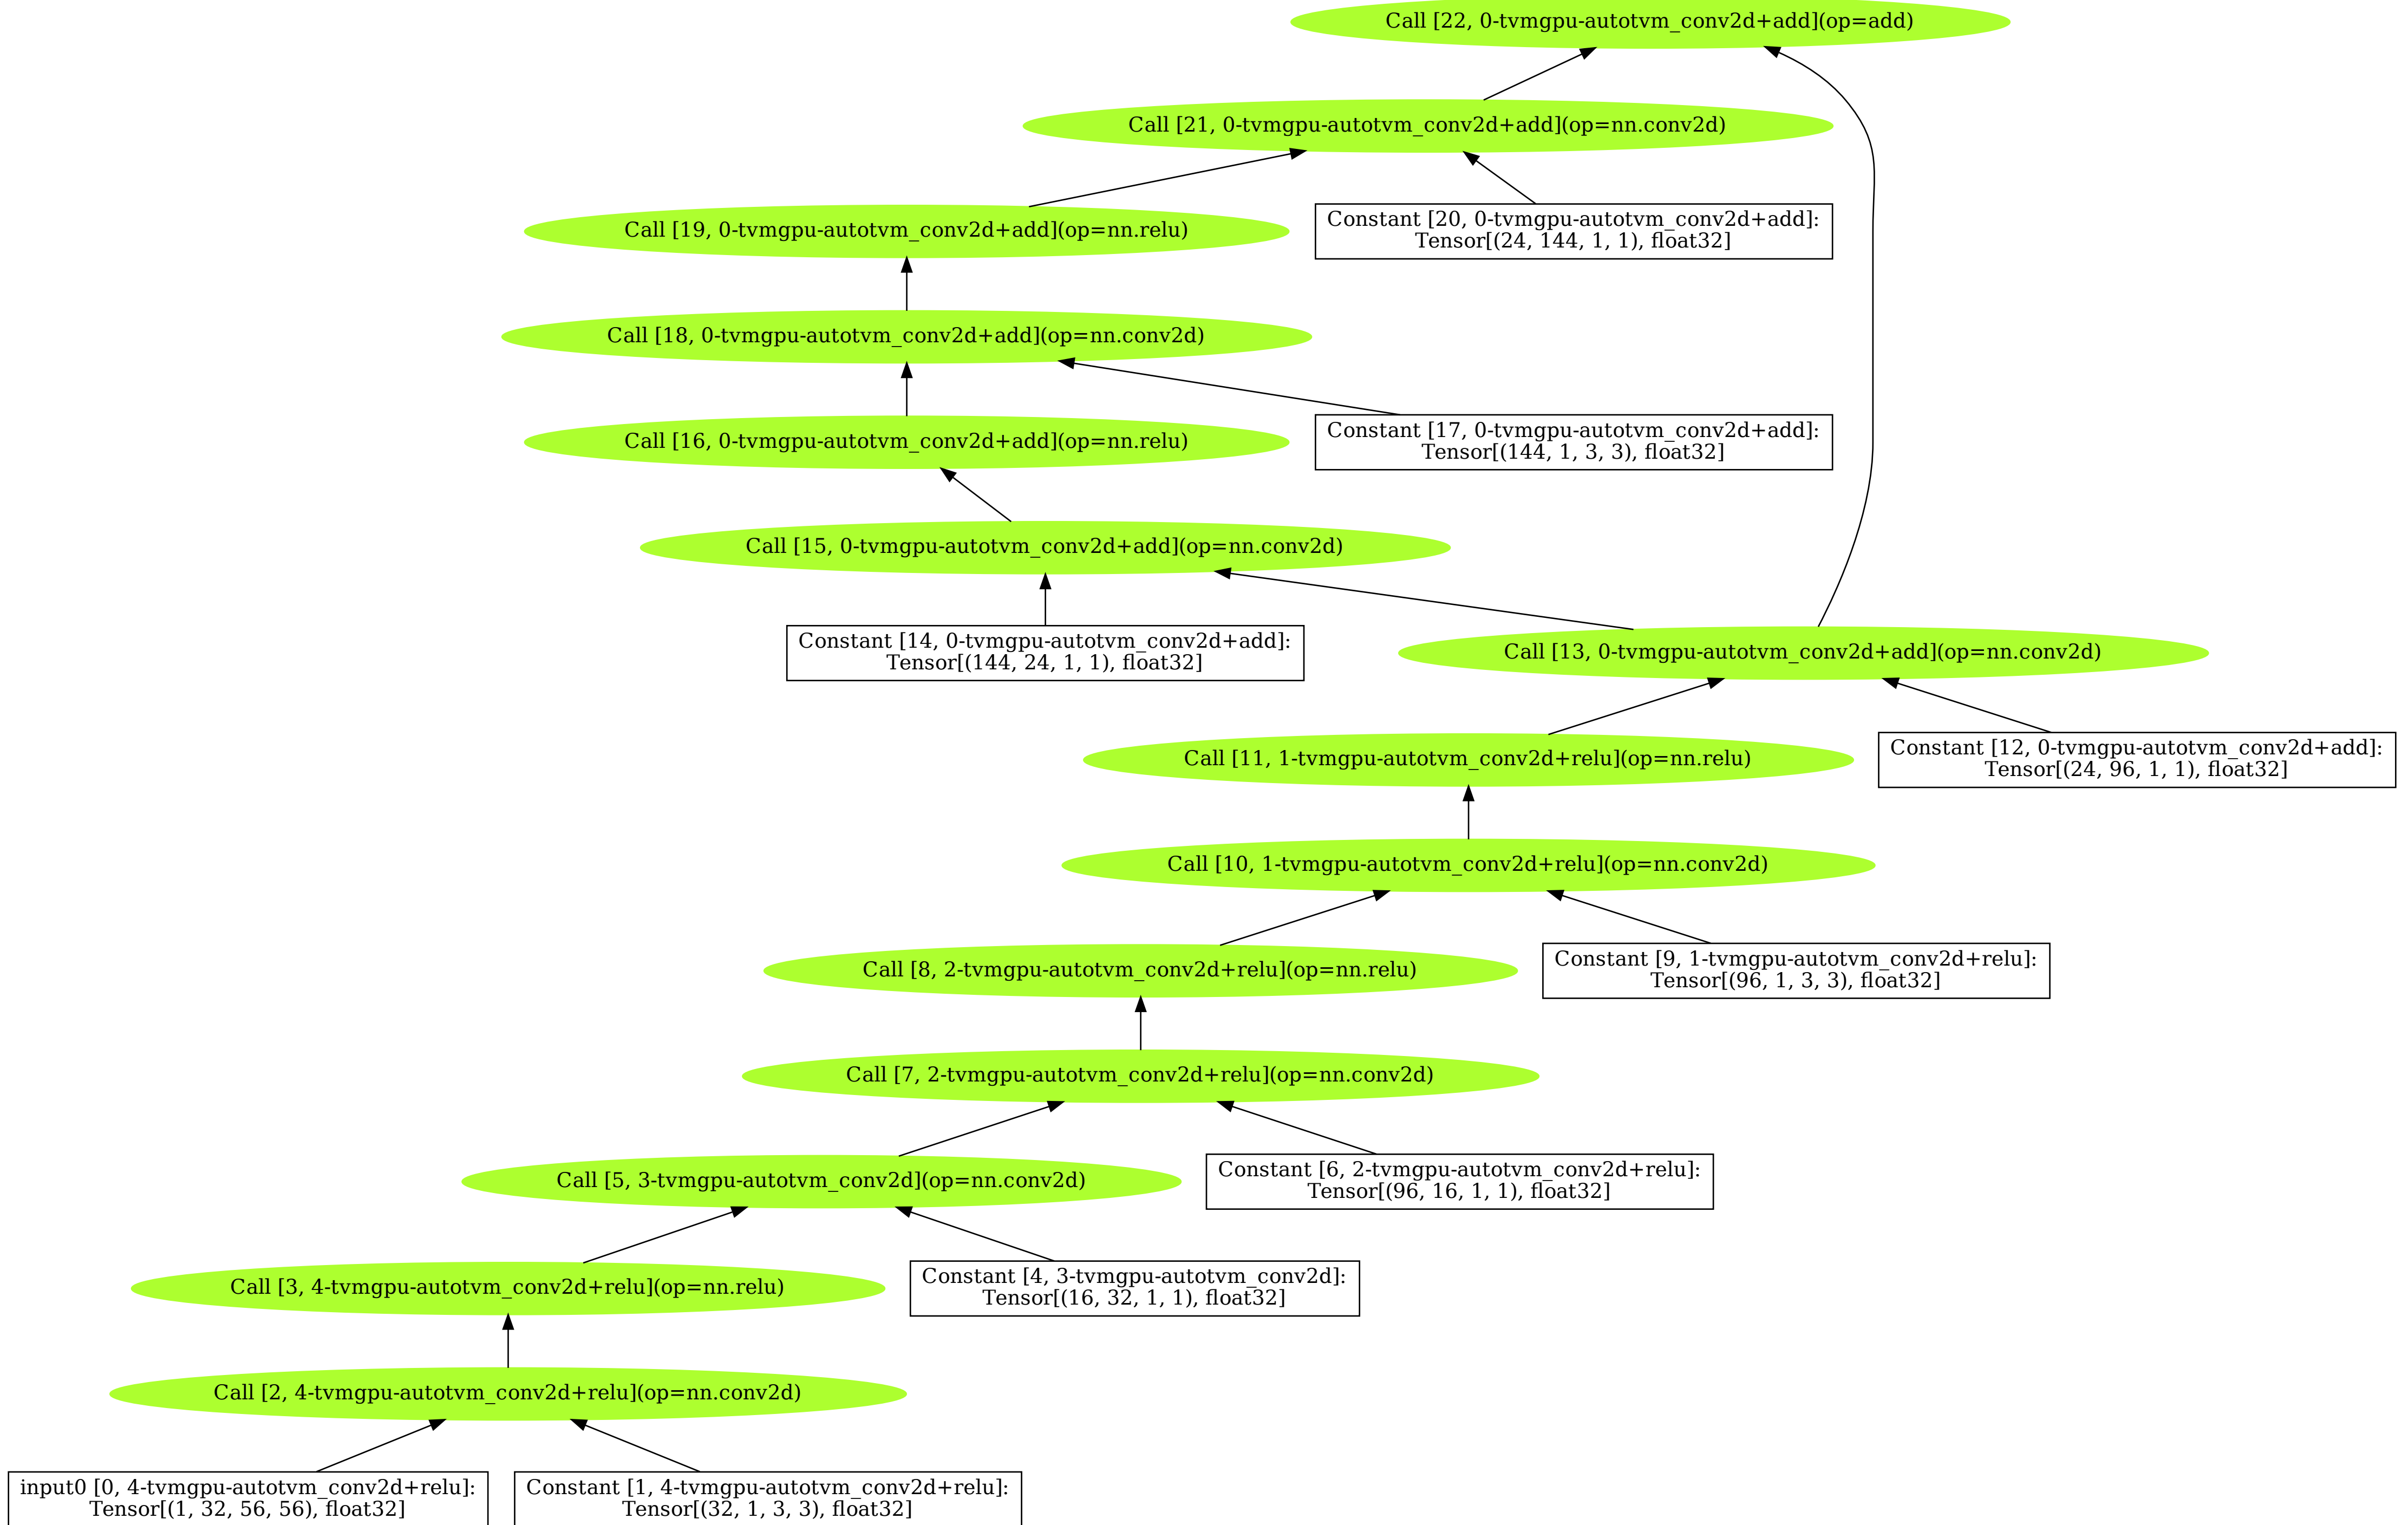 Call [22, 0-tvmgpu-autotvm_conv2d+add](op=add)
Call [21, 0-tvmgpu-autotvm_conv2d+add](op=nn.conv2d)
Call [19, 0-tvmgpu-autotvm_conv2d+add](op=nn.relu)
Constant [20, 0-tvmgpu-autotvm_conv2d+add]:
Tensor[(24, 144, 1, 1), float32]
Call [18, 0-tvmgpu-autotvm_conv2d+add](op=nn.conv2d)
Call [16, 0-tvmgpu-autotvm_conv2d+add](op=nn.relu)
Constant [17, 0-tvmgpu-autotvm_conv2d+add]:
Tensor[(144, 1, 3, 3), float32]
Call [15, 0-tvmgpu-autotvm_conv2d+add](op=nn.conv2d)
Constant [14, 0-tvmgpu-autotvm_conv2d+add]:
Tensor[(144, 24, 1, 1), float32]
Call [13, 0-tvmgpu-autotvm_conv2d+add](op=nn.conv2d)
Call [11, 1-tvmgpu-autotvm_conv2d+relu](op=nn.relu)
Constant [12, 0-tvmgpu-autotvm_conv2d+add]:
Tensor[(24, 96, 1, 1), float32]
Call [10, 1-tvmgpu-autotvm_conv2d+relu](op=nn.conv2d)
Call [8, 2-tvmgpu-autotvm_conv2d+relu](op=nn.relu)
Constant [9, 1-tvmgpu-autotvm_conv2d+relu]:
Tensor[(96, 1, 3, 3), float32]
Call [7, 2-tvmgpu-autotvm_conv2d+relu](op=nn.conv2d)
Call [5, 3-tvmgpu-autotvm_conv2d](op=nn.conv2d)
Constant [6, 2-tvmgpu-autotvm_conv2d+relu]:
Tensor[(96, 16, 1, 1), float32]
Call [3, 4-tvmgpu-autotvm_conv2d+relu](op=nn.relu)
Constant [4, 3-tvmgpu-autotvm_conv2d]:
Tensor[(16, 32, 1, 1), float32]
Call [2, 4-tvmgpu-autotvm_conv2d+relu](op=nn.conv2d)
input0 [0, 4-tvmgpu-autotvm_conv2d+relu]:
Tensor[(1, 32, 56, 56), float32]
Constant [1, 4-tvmgpu-autotvm_conv2d+relu]:
Tensor[(32, 1, 3, 3), float32]